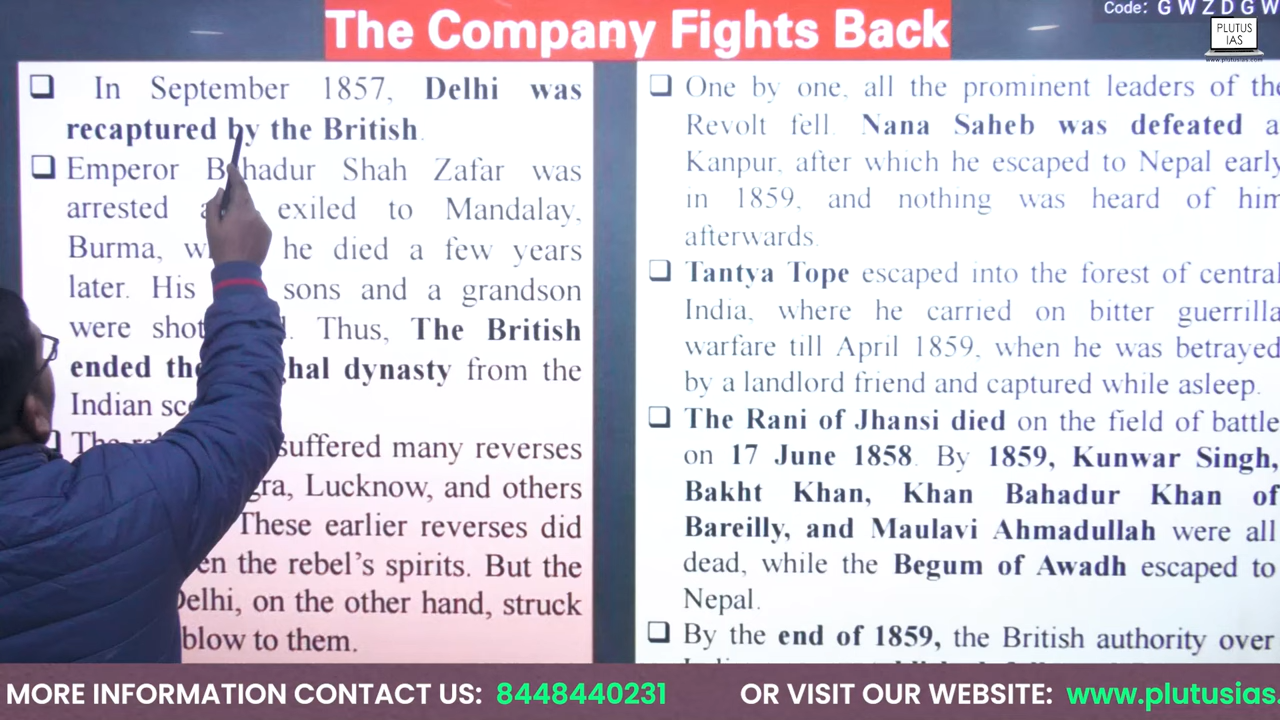 The Company Fights Back
Code: G W Z D G W
PLUTUS
IAS
www.plutusias.com
❑ In September 1857, Delhi was
recaptured by the British.
❑ Emperor Bahadur Shah Zafar was
arrested exiled to Mandalay,
Burma, he died a few years
later. His sons and a grandson
were shot Thus, The British
ended the dynasty from the
Indian
suffered many reverses
Lucknow, and others
These earlier reverses did
the rebel's spirits. But the
Delhi, on the other hand, struck
blow to them.
❑ One by one, all the prominent leaders of the
Revolt fell. Nana Saheb was defeated
Kanpur, after which he escaped to Nepal early
in 1859, and nothing was heard of him
afterwards.
❑ Tantya Tope escaped into the forest of central
India, where he carried on bitter guerrilla
warfare till April 1859, when he was betrayed
by a landlord friend and captured while asleep.
❑ The Rani of Jhansi died on the field of battle
on 17 June 1858. By 1859, Kunwar Singh,
Bakht Khan, Khan Bahadur Khan of
Bareilly, and Maulavi Ahmadullah were all
dead, while the Begum of Awadh escaped to
Nepal.
❑ By the end of 1859, the British authority over
MORE INFORMATION CONTACT US: 8448440231 OR VISIT OUR WEBSITE: www.plutusias.